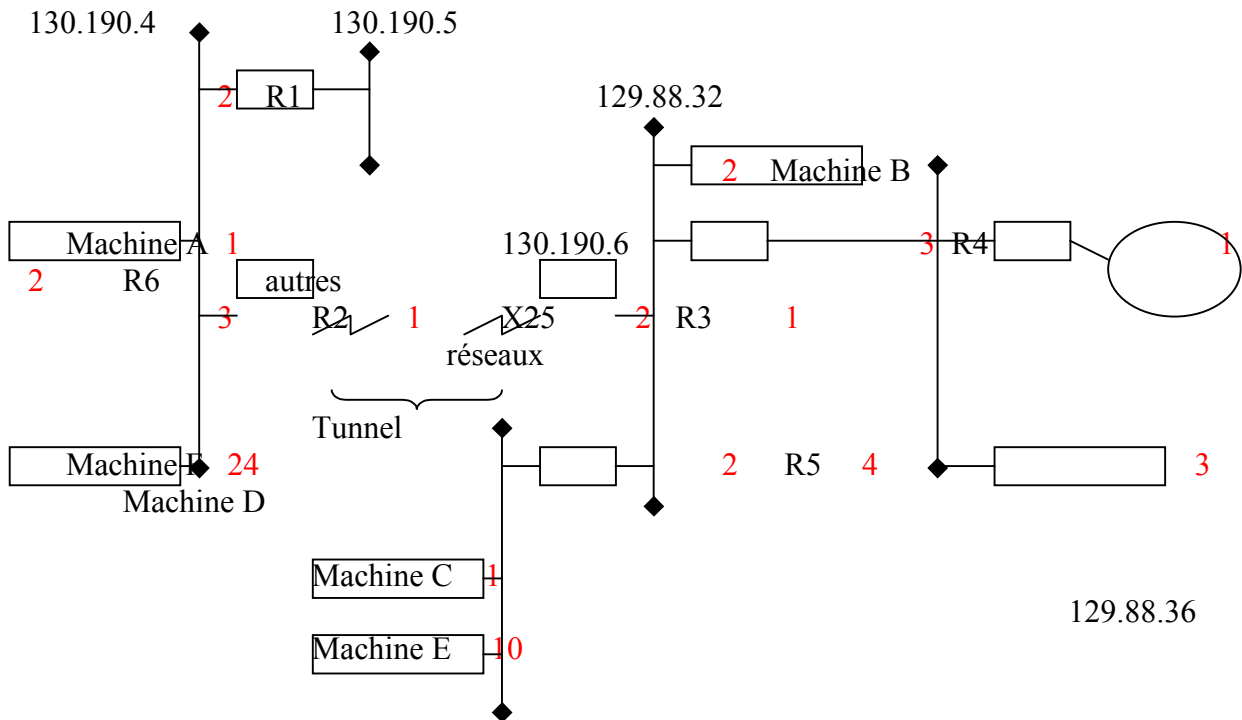 130.190.4 130.190.5
2 R1
129.88.32
2 Machine B
Machine A 1 130.190.6 3 R4 1
2 R6 autres
3 R2 1 X25 2 R3 1
réseaux
Tunnel
Machine F 24 2 R5 4 3
Machine D
Machine C 1
129.88.36
Machine E 10